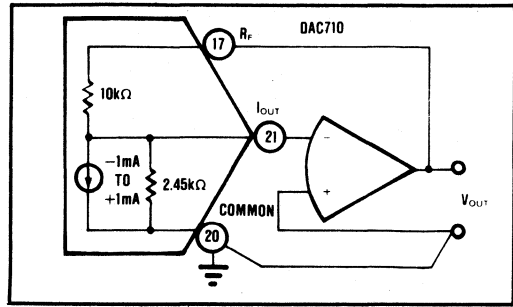 DAC710
17 R_F
10kΩ
I_OUT
21
−
−1mA
TO
+1mA
2.45kΩ
+
V_OUT
COMMON
20